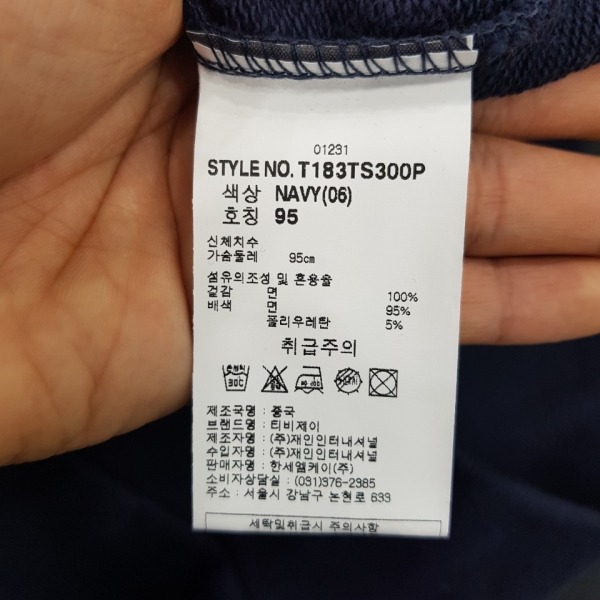 01231
STYLE NO. T183TS300P
색상 NAVY(06)
호칭 95
신체치수
가슴둘레 95cm
섬유의조성 및 혼용율
겉감 면 100%
배색 면 95%
폴리우레탄 5%
취급주의
30C
제조국명 : 중국
브랜드명 : 티비제이
제조자명 : (주)재인인터내셔널
수입자명 : (주)재인인터내셔널
판매자명 : 한세엠케이(주)
소비자상담실 : (031)376-2385
주소 : 서울시 강남구 논현로 633
세탁및취급시 주의사항